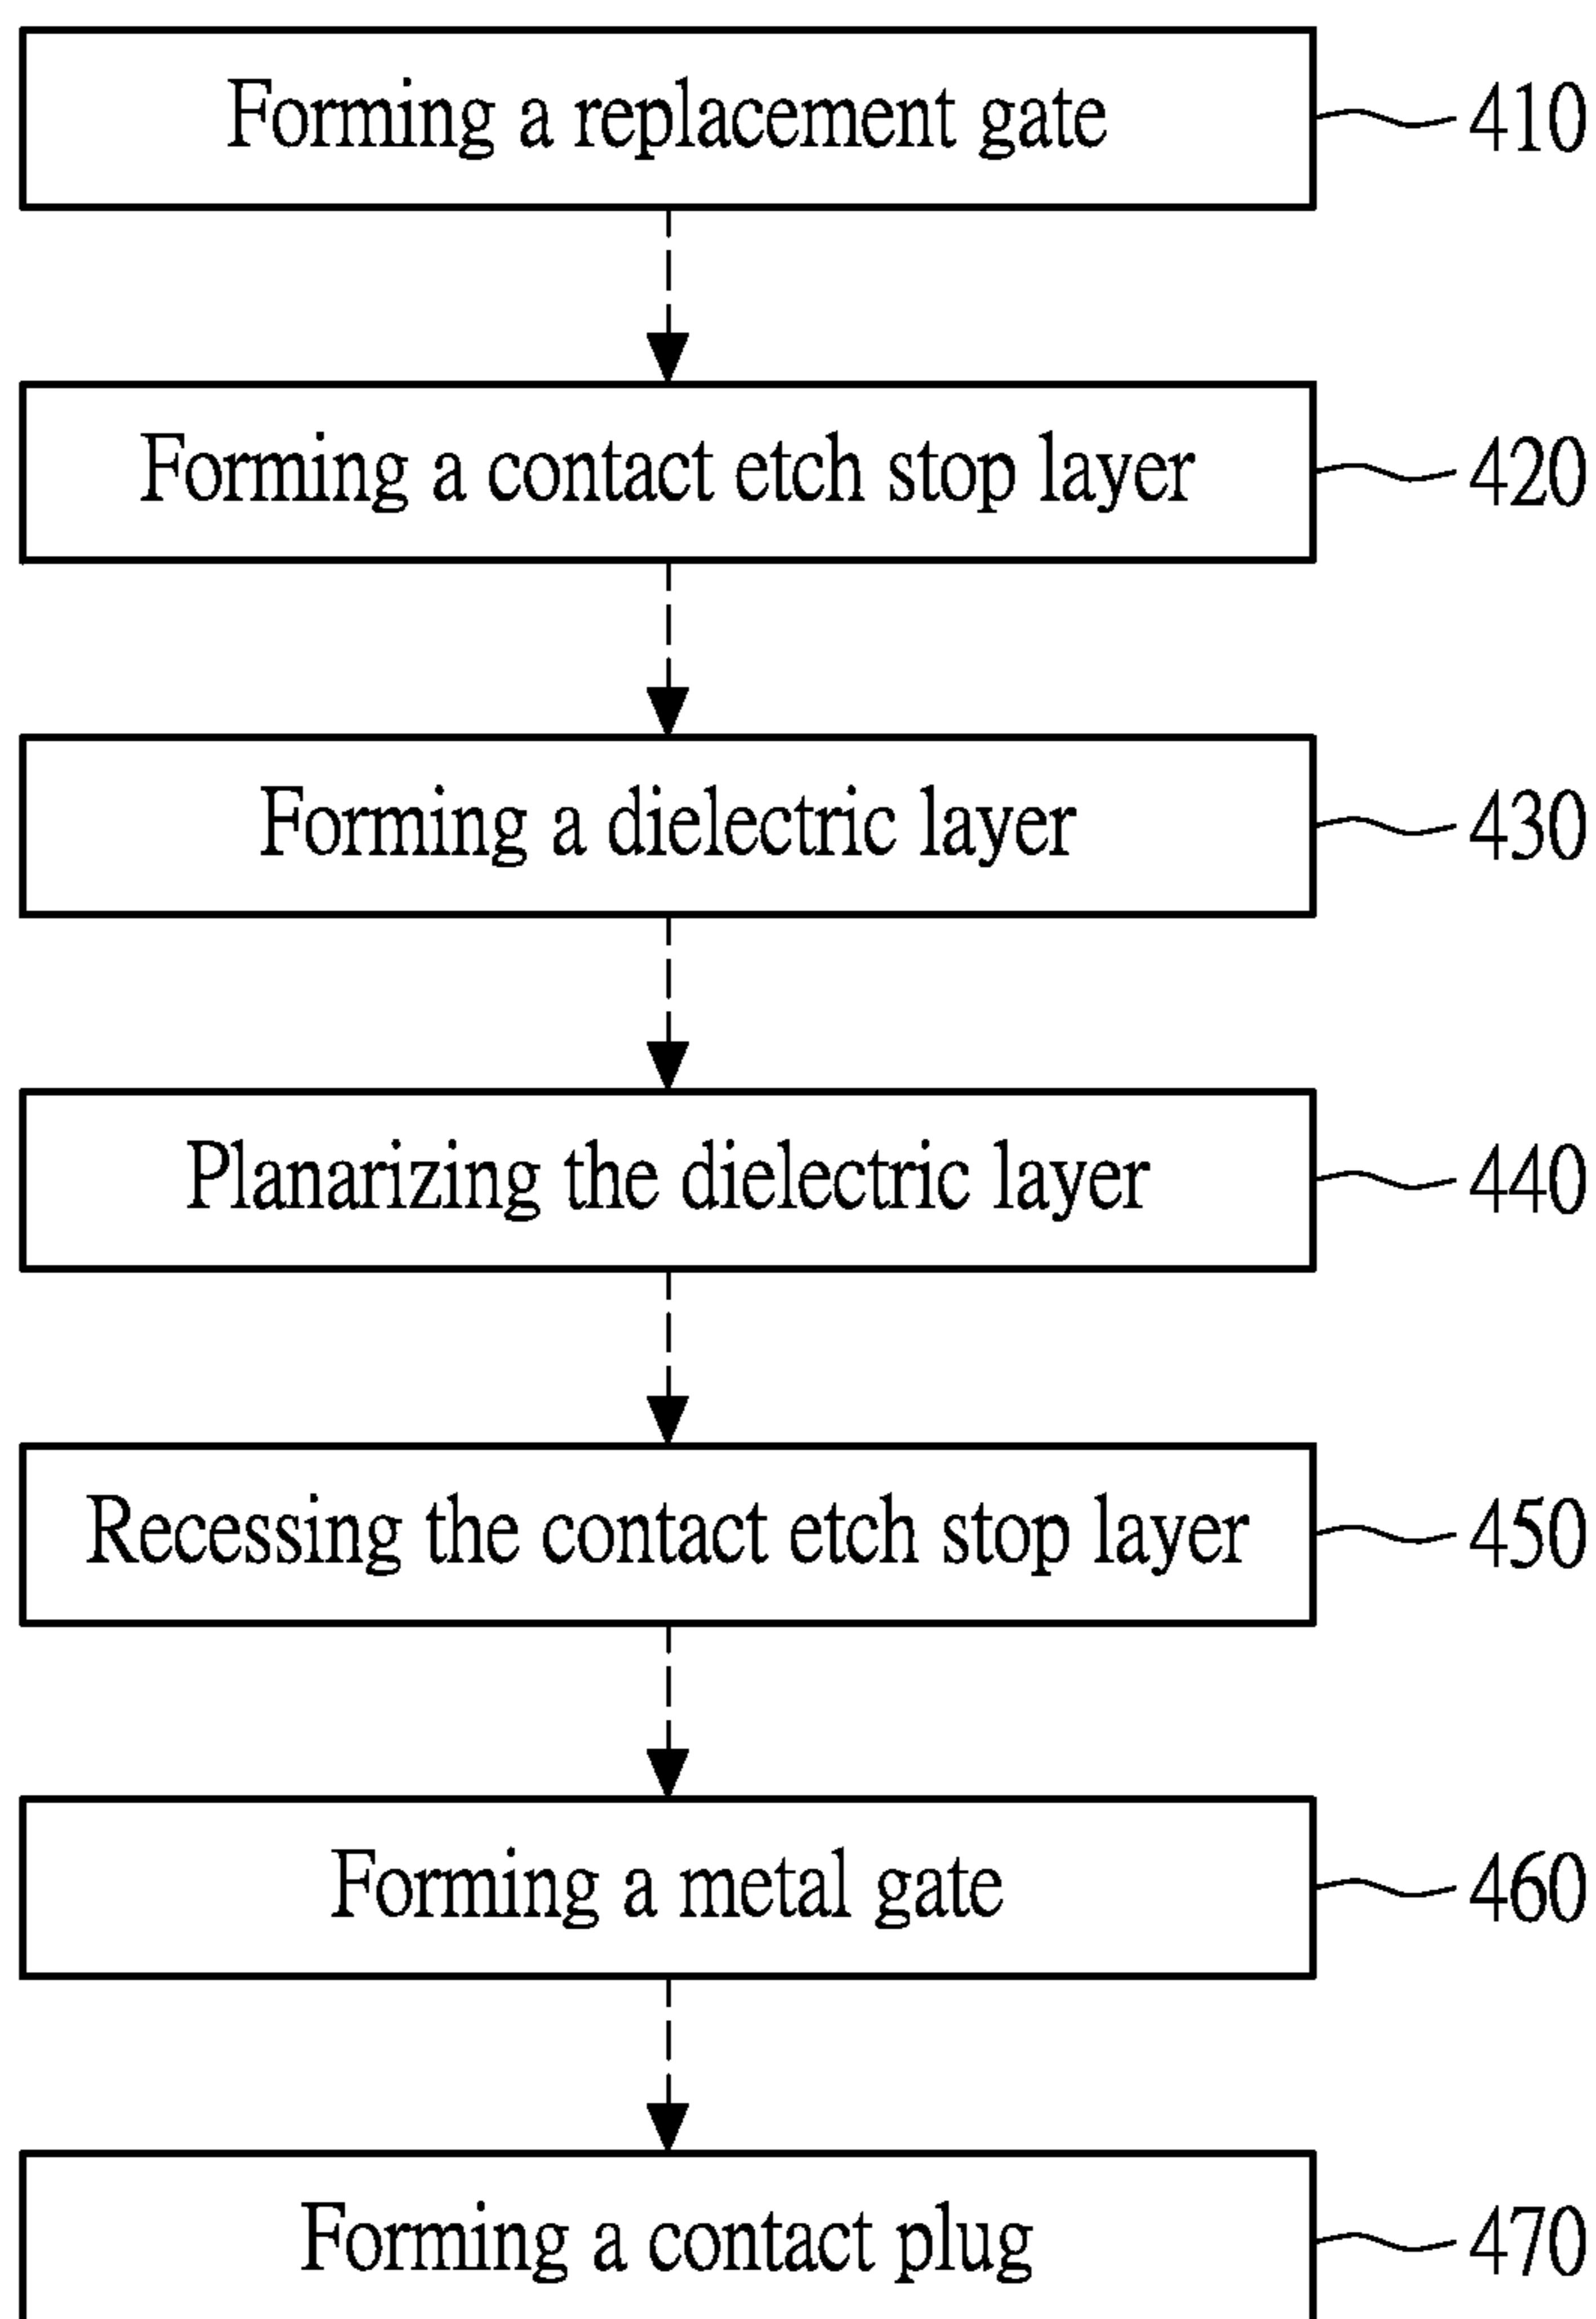 Forming a replacement gate 410
Forming a contact etch stop layer 420
Forming a dielectric layer 430
Planarizing the dielectric layer 440
Recessing the contact etch stop layer 450
Forming a metal gate 460
Forming a contact plug 470